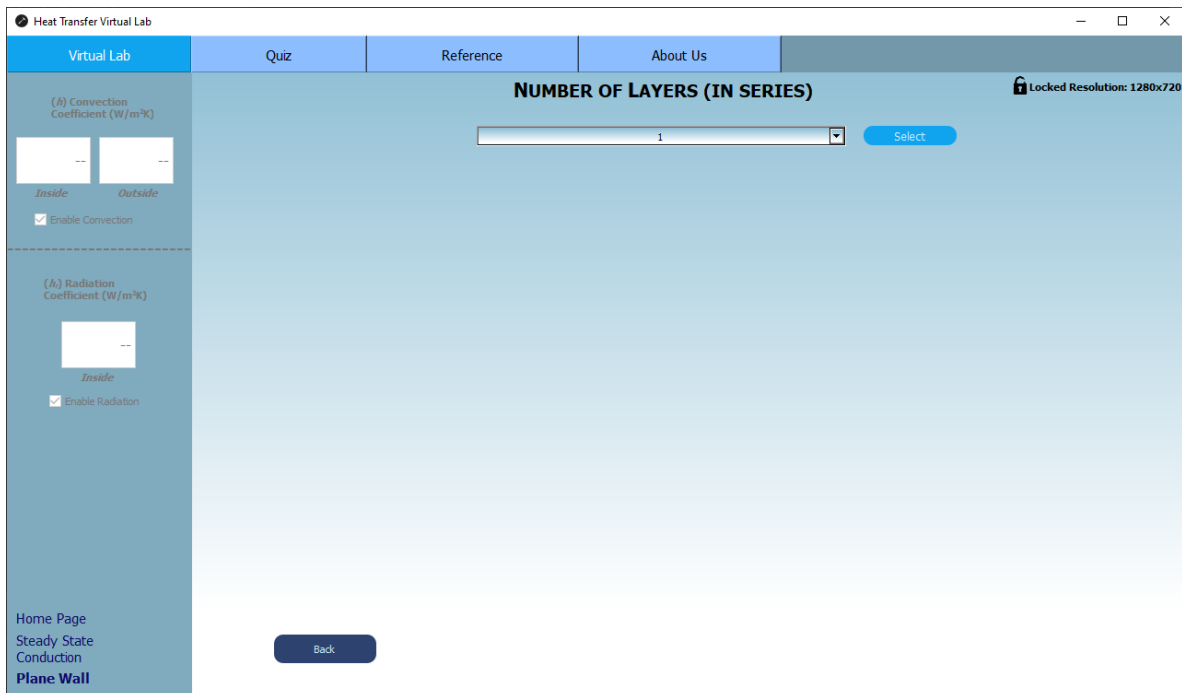 Heat Transfer Virtual Lab
Virtual Lab
Quiz
Reference
About Us
NUMBER OF LAYERS (IN SERIES)
Locked Resolution: 1280x720
1
Select
(h) Convection
Coefficient (W/m²K)
--
--
Inside
Outside
Enable Convection
(hᵣ) Radiation
Coefficient (W/m²K)
--
Inside
Enable Radiation
Home Page
Steady State
Conduction
Plane Wall
Back